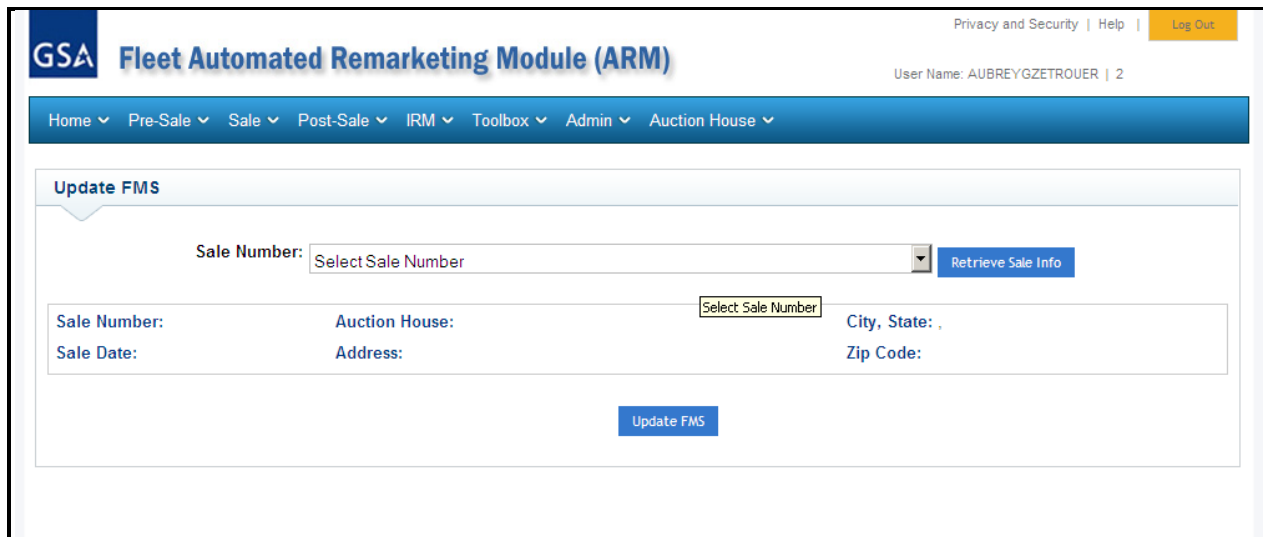 Privacy and Security | Help | Log Out
GSA Fleet Automated Remarketing Module (ARM)
User Name: AUBREYGZETROUER | 2
Home Pre-Sale Sale Post-Sale IRM Toolbox Admin Auction House
Update FMS
Sale Number: Select Sale Number Retrieve Sale Info
Select Sale Number
Sale Number: Auction House: City, State: ,
Sale Date: Address: Zip Code:
Update FMS